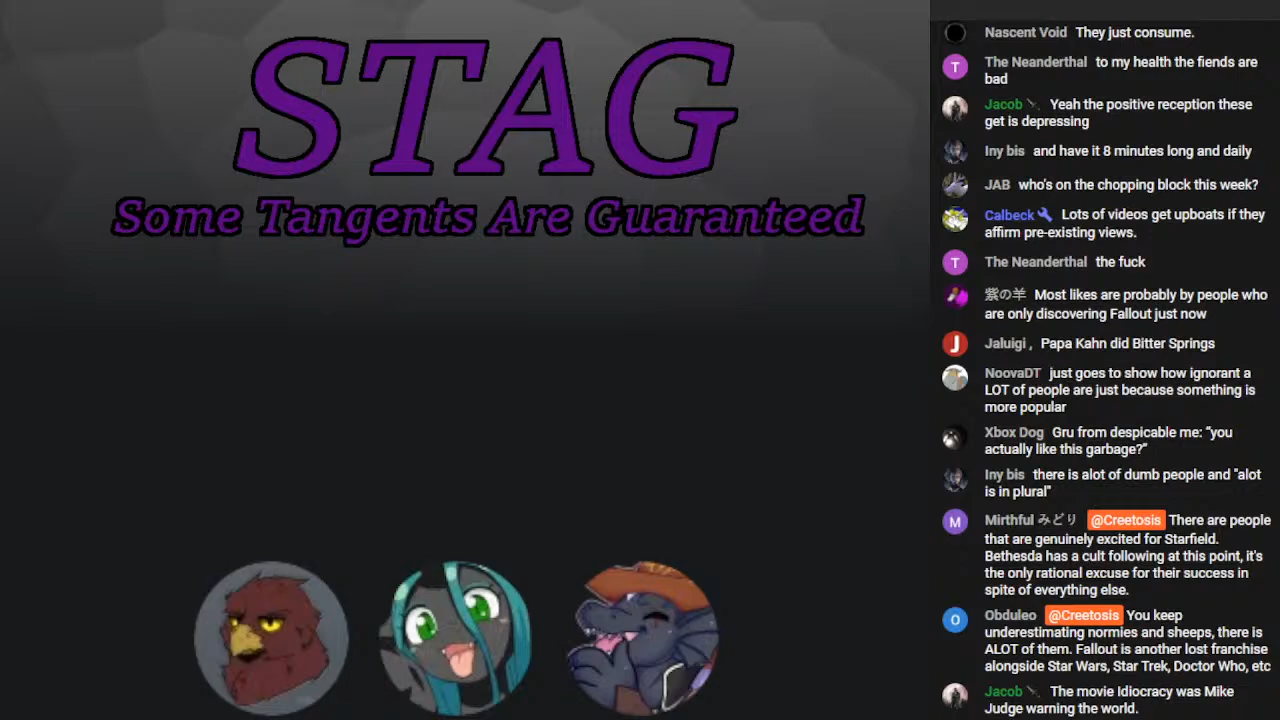 STAG
Some Tangents Are Guaranteed
Nascent Void They just consume.
T The Neanderthal to my health the fiends are
bad
Jacob Yeah the positive reception these
get is depressing
Iny bis and have it 8 minutes long and daily
JAB who's on the chopping block this week?
Calbeck Lots of videos get upboats if they
affirm pre-existing views.
T The Neanderthal the fuck
紫の羊 Most likes are probably by people who
are only discovering Fallout just now
J Jaluigi , Papa Kahn did Bitter Springs
NoovaDT just goes to show how ignorant a
LOT of people are just because something is
more popular
Xbox Dog Gru from despicable me: “you
actually like this garbage?”
Iny bis there is alot of dumb people and "alot
is in plural"
M Mirthful みどり @Creetosis There are people
that are genuinely excited for Starfield.
Bethesda has a cult following at this point, it's
the only rational excuse for their success in
spite of everything else.
O Obduleo @Creetosis You keep
underestimating normies and sheeps, there is
ALOT of them. Fallout is another lost franchise
alongside Star Wars, Star Trek, Doctor Who, etc
Jacob The movie Idiocracy was Mike
Judge warning the world.